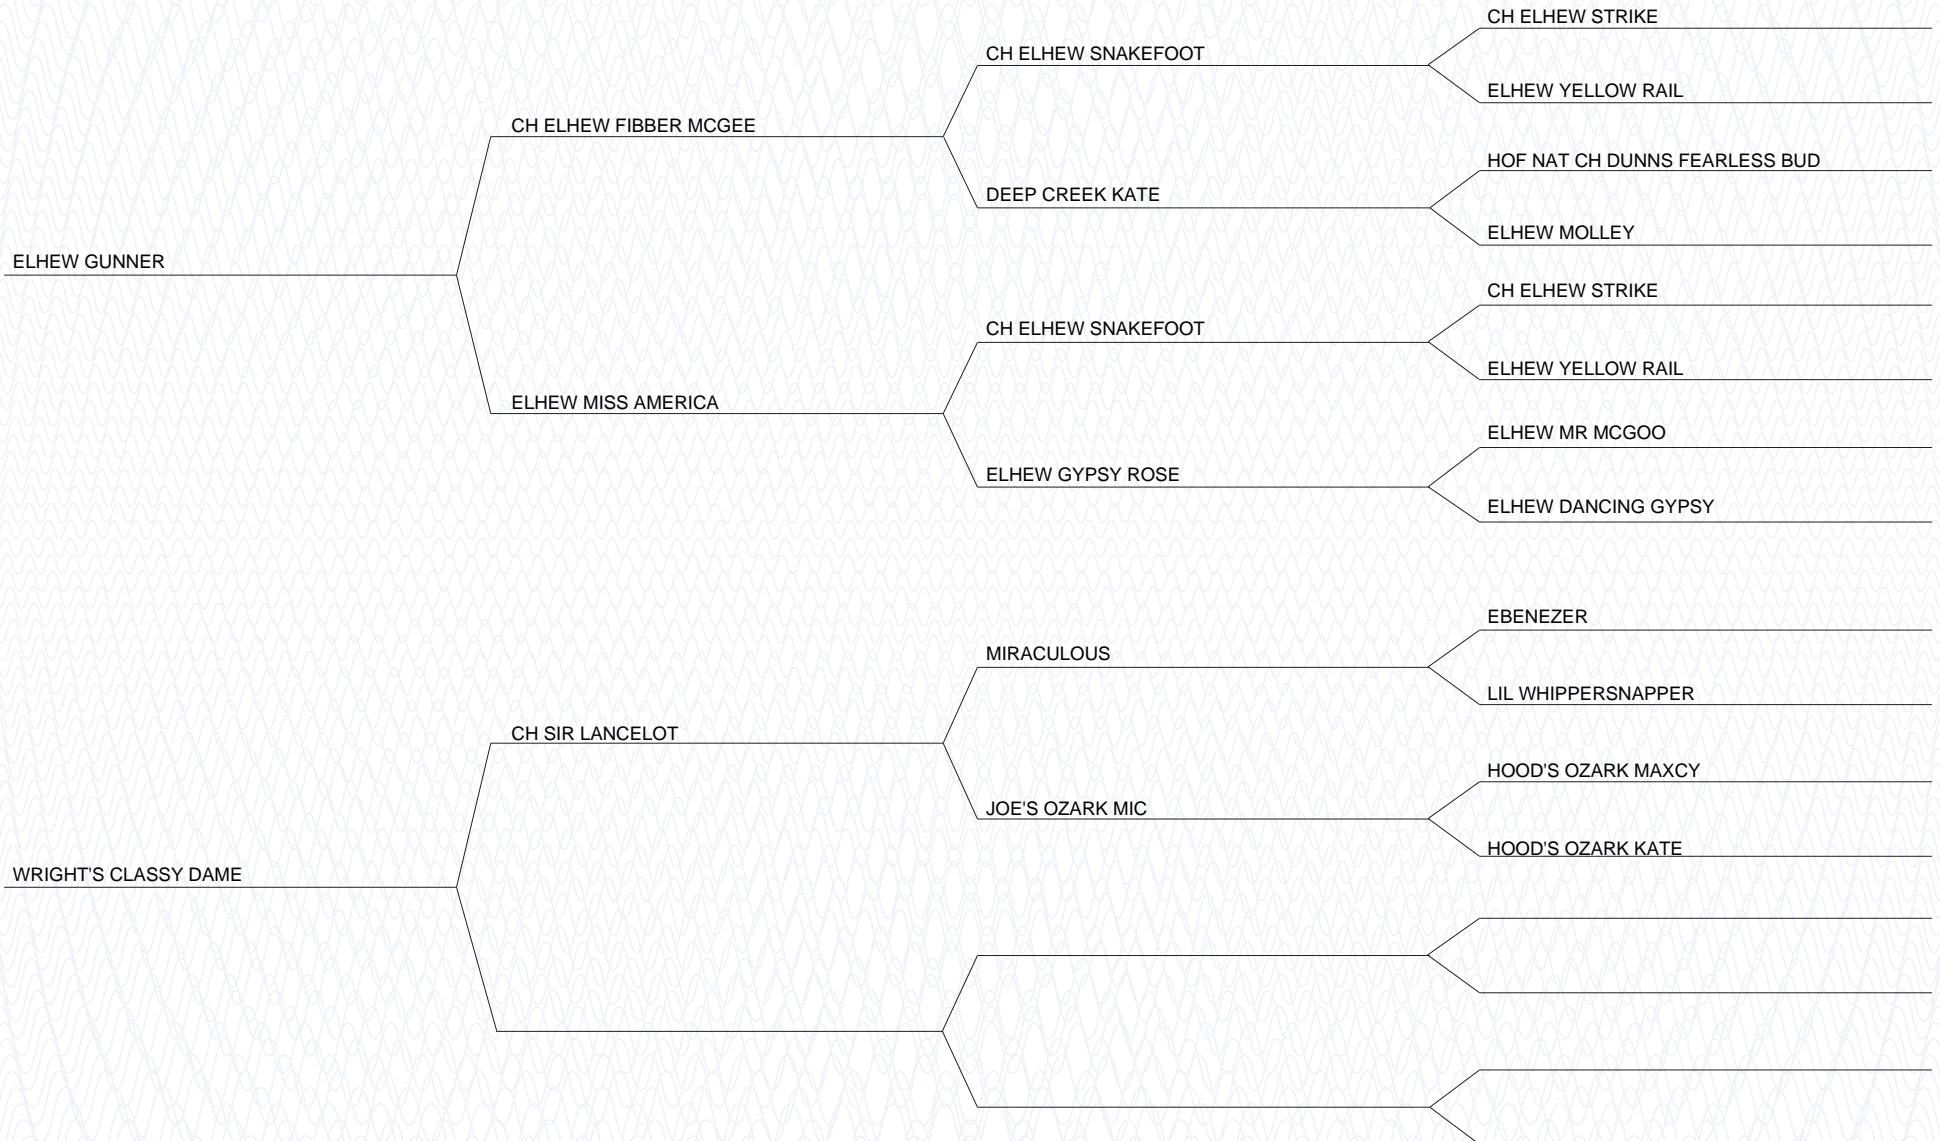 CH ELHEW STRIKE
CH ELHEW SNAKEFOOT
ELHEW YELLOW RAIL
CH ELHEW FIBBER MCGEE
HOF NAT CH DUNNS FEARLESS BUD
DEEP CREEK KATE
ELHEW MOLLEY
ELHEW GUNNER
CH ELHEW STRIKE
CH ELHEW SNAKEFOOT
ELHEW YELLOW RAIL
ELHEW MISS AMERICA
ELHEW MR MCGOO
ELHEW GYPSY ROSE
ELHEW DANCING GYPSY
EBENEZER
MIRACULOUS
LIL WHIPPERSNAPPER
CH SIR LANCELOT
HOOD'S OZARK MAXCY
JOE'S OZARK MIC
HOOD'S OZARK KATE
WRIGHT'S CLASSY DAME